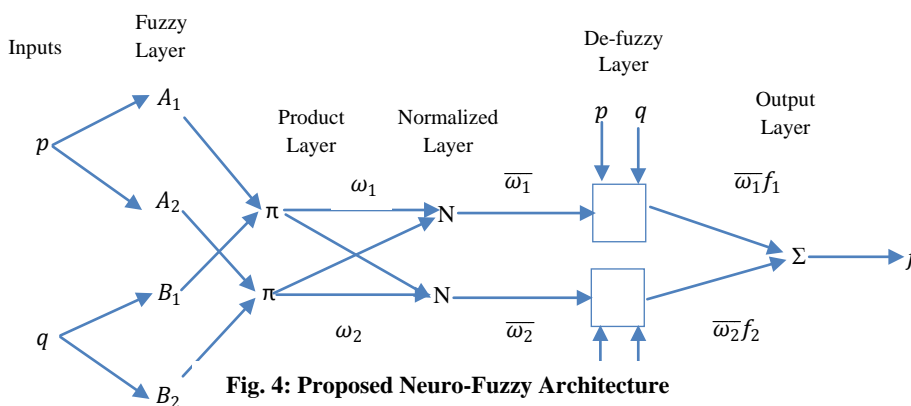 Inputs
Fuzzy
Layer
De-fuzzy
Layer
Product
Layer
Normalized
Layer
Output
Layer
p
q
A₁
p
A₂
B₁
q
B₂
π
π
ω₁
ω₂
N
N
ω̅₁
ω̅₂
p q
ω̅₁f₁
ω̅₂f₂
Σ
f
Fig. 4: Proposed Neuro-Fuzzy Architecture